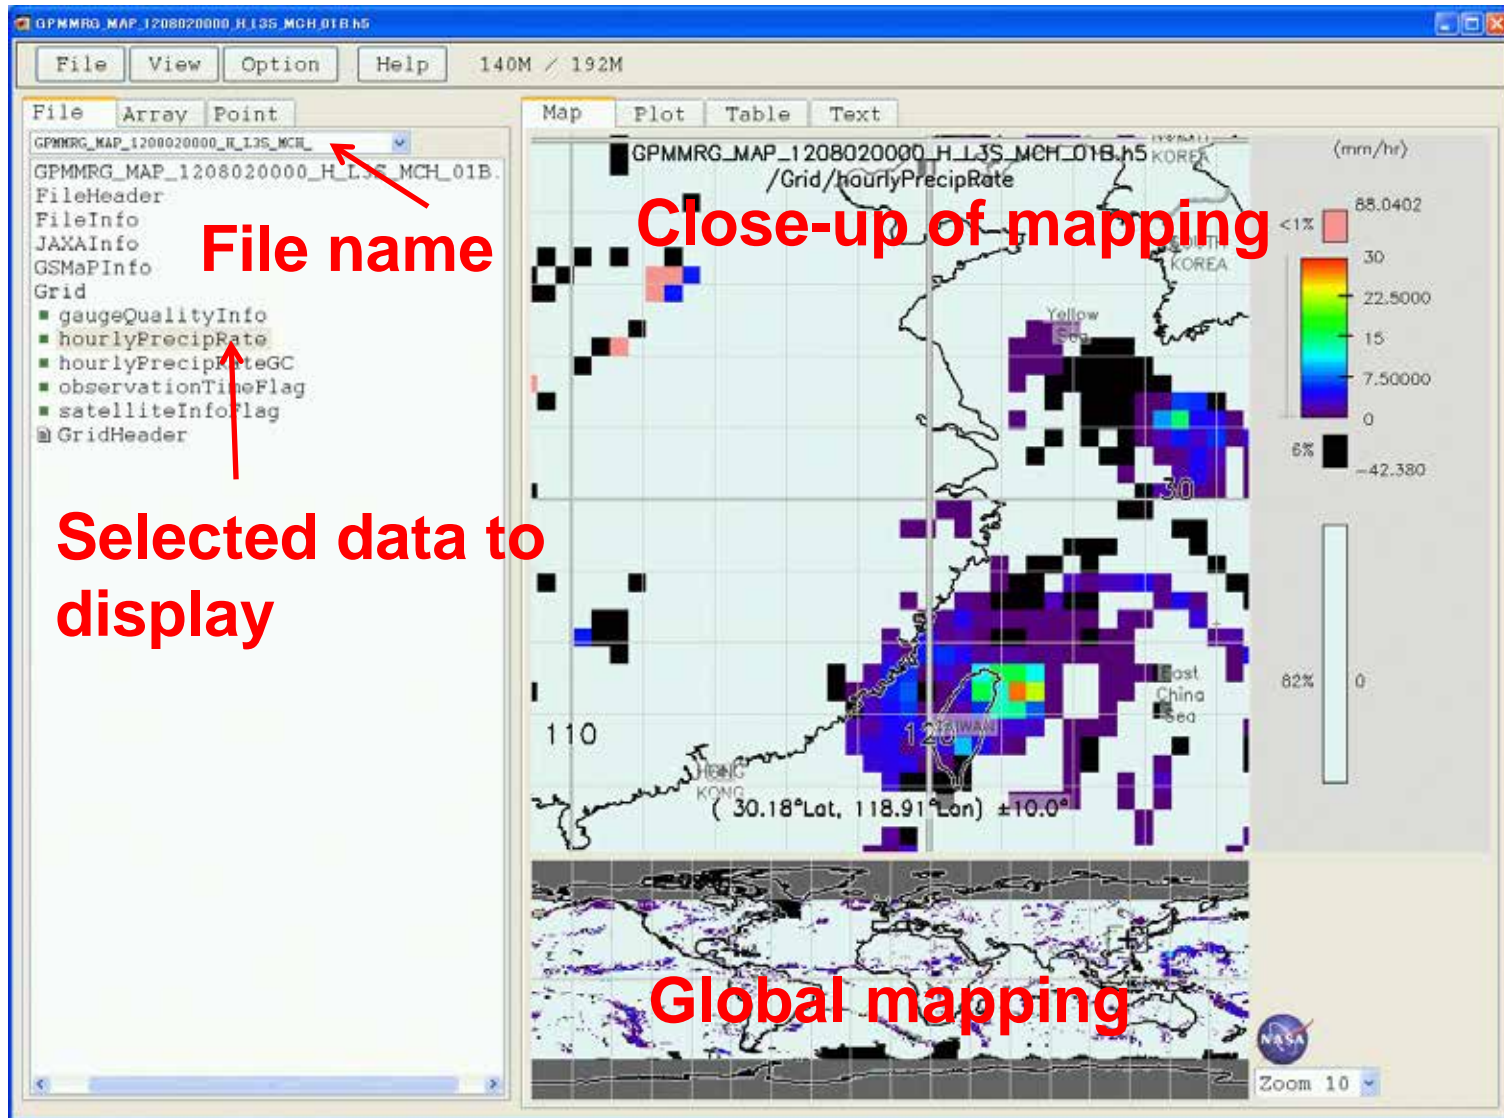 GPMMRG_MAP_1208020000_H_L3S_MCH_01B.h5
File View Option Help 140M / 192M
File Array Point
GPMMRG_MAP_1208020000_H_L3S_MCH_
GPMMRG_MAP_1208020000_H_L3S_MCH_01B.
FileHeader
FileInfo
JAXAInfo
GSMaPInfo
Grid
gaugeQualityInfo
hourlyPrecipRate
hourlyPrecipRateGC
observationTimeFlag
satelliteInfoFlag
GridHeader
File name
Selected data to
display
Map Plot Table Text
GPMMRG_MAP_1208020000_H_L3S_MCH_01B.h5
/Grid/hourlyPrecipRate
Close-up of mapping
NORTH
KOREA
SOUTH
KOREA
Yellow
Sea
30
East
China
Sea
110
120
TAIWAN
HONG
KONG
( 30.18°Lat, 118.91°Lon) ±10.0°
(mm/hr)
88.0402
<1%
30
22.5000
15
7.50000
0
6%
-42.380
82% 0
Global mapping
NASA
Zoom 10